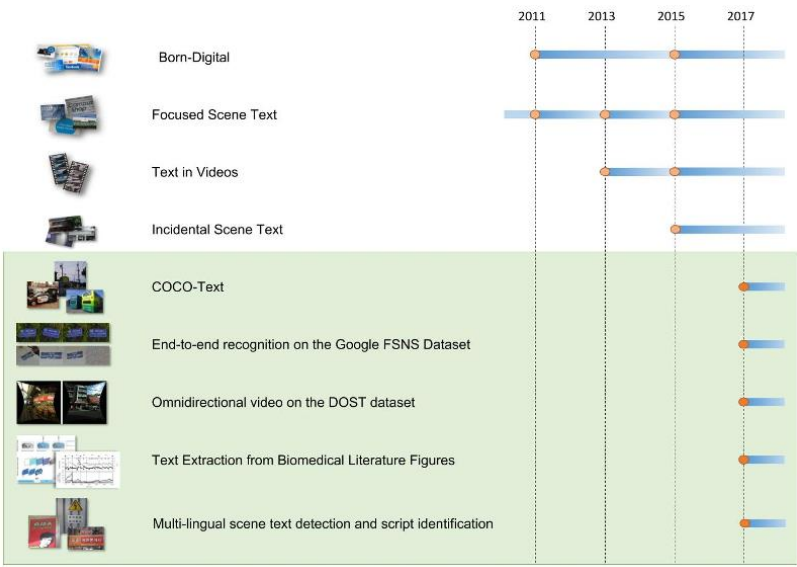 2011 2013 2015 2017
Born-Digital
Focused Scene Text
Text in Videos
Incidental Scene Text
COCO-Text
End-to-end recognition on the Google FSNS Dataset
Omnidirectional video on the DOST dataset
Text Extraction from Biomedical Literature Figures
Multi-lingual scene text detection and script identification